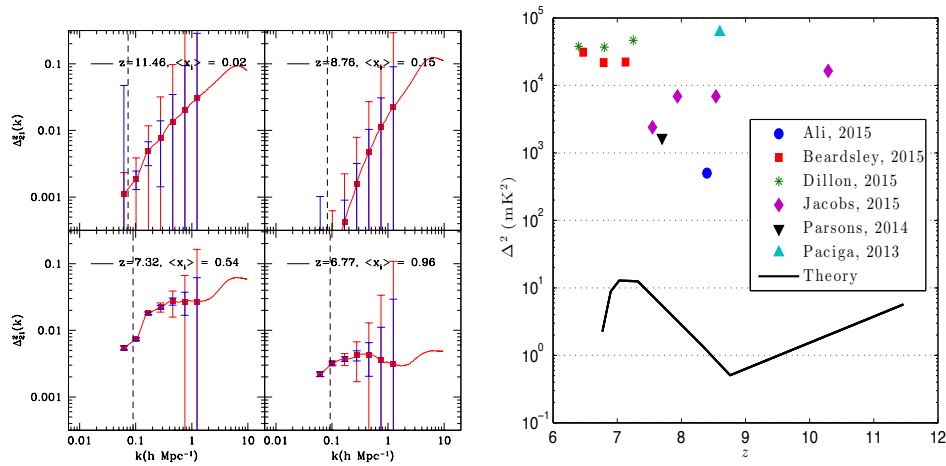 z=11.46, <x_i> = 0.02
z=8.76, <x_i> = 0.15
0.1
0.01
0.001
Δ²₂₁(k)
z=7.32, <x_i> = 0.54
z=6.77, <x_i> = 0.96
0.1
0.01
0.001
Δ²₂₁(k)
0.01 0.1 1 10
0.01 0.1 1 10
k(h Mpc⁻¹)
k(h Mpc⁻¹)
10⁵
10⁴
10³
10²
10¹
10⁰
10⁻¹
Δ² (mK²)
Ali, 2015
Beardsley, 2015
Dillon, 2015
Jacobs, 2015
Parsons, 2014
Paciga, 2013
Theory
6 7 8 9 10 11 12
z